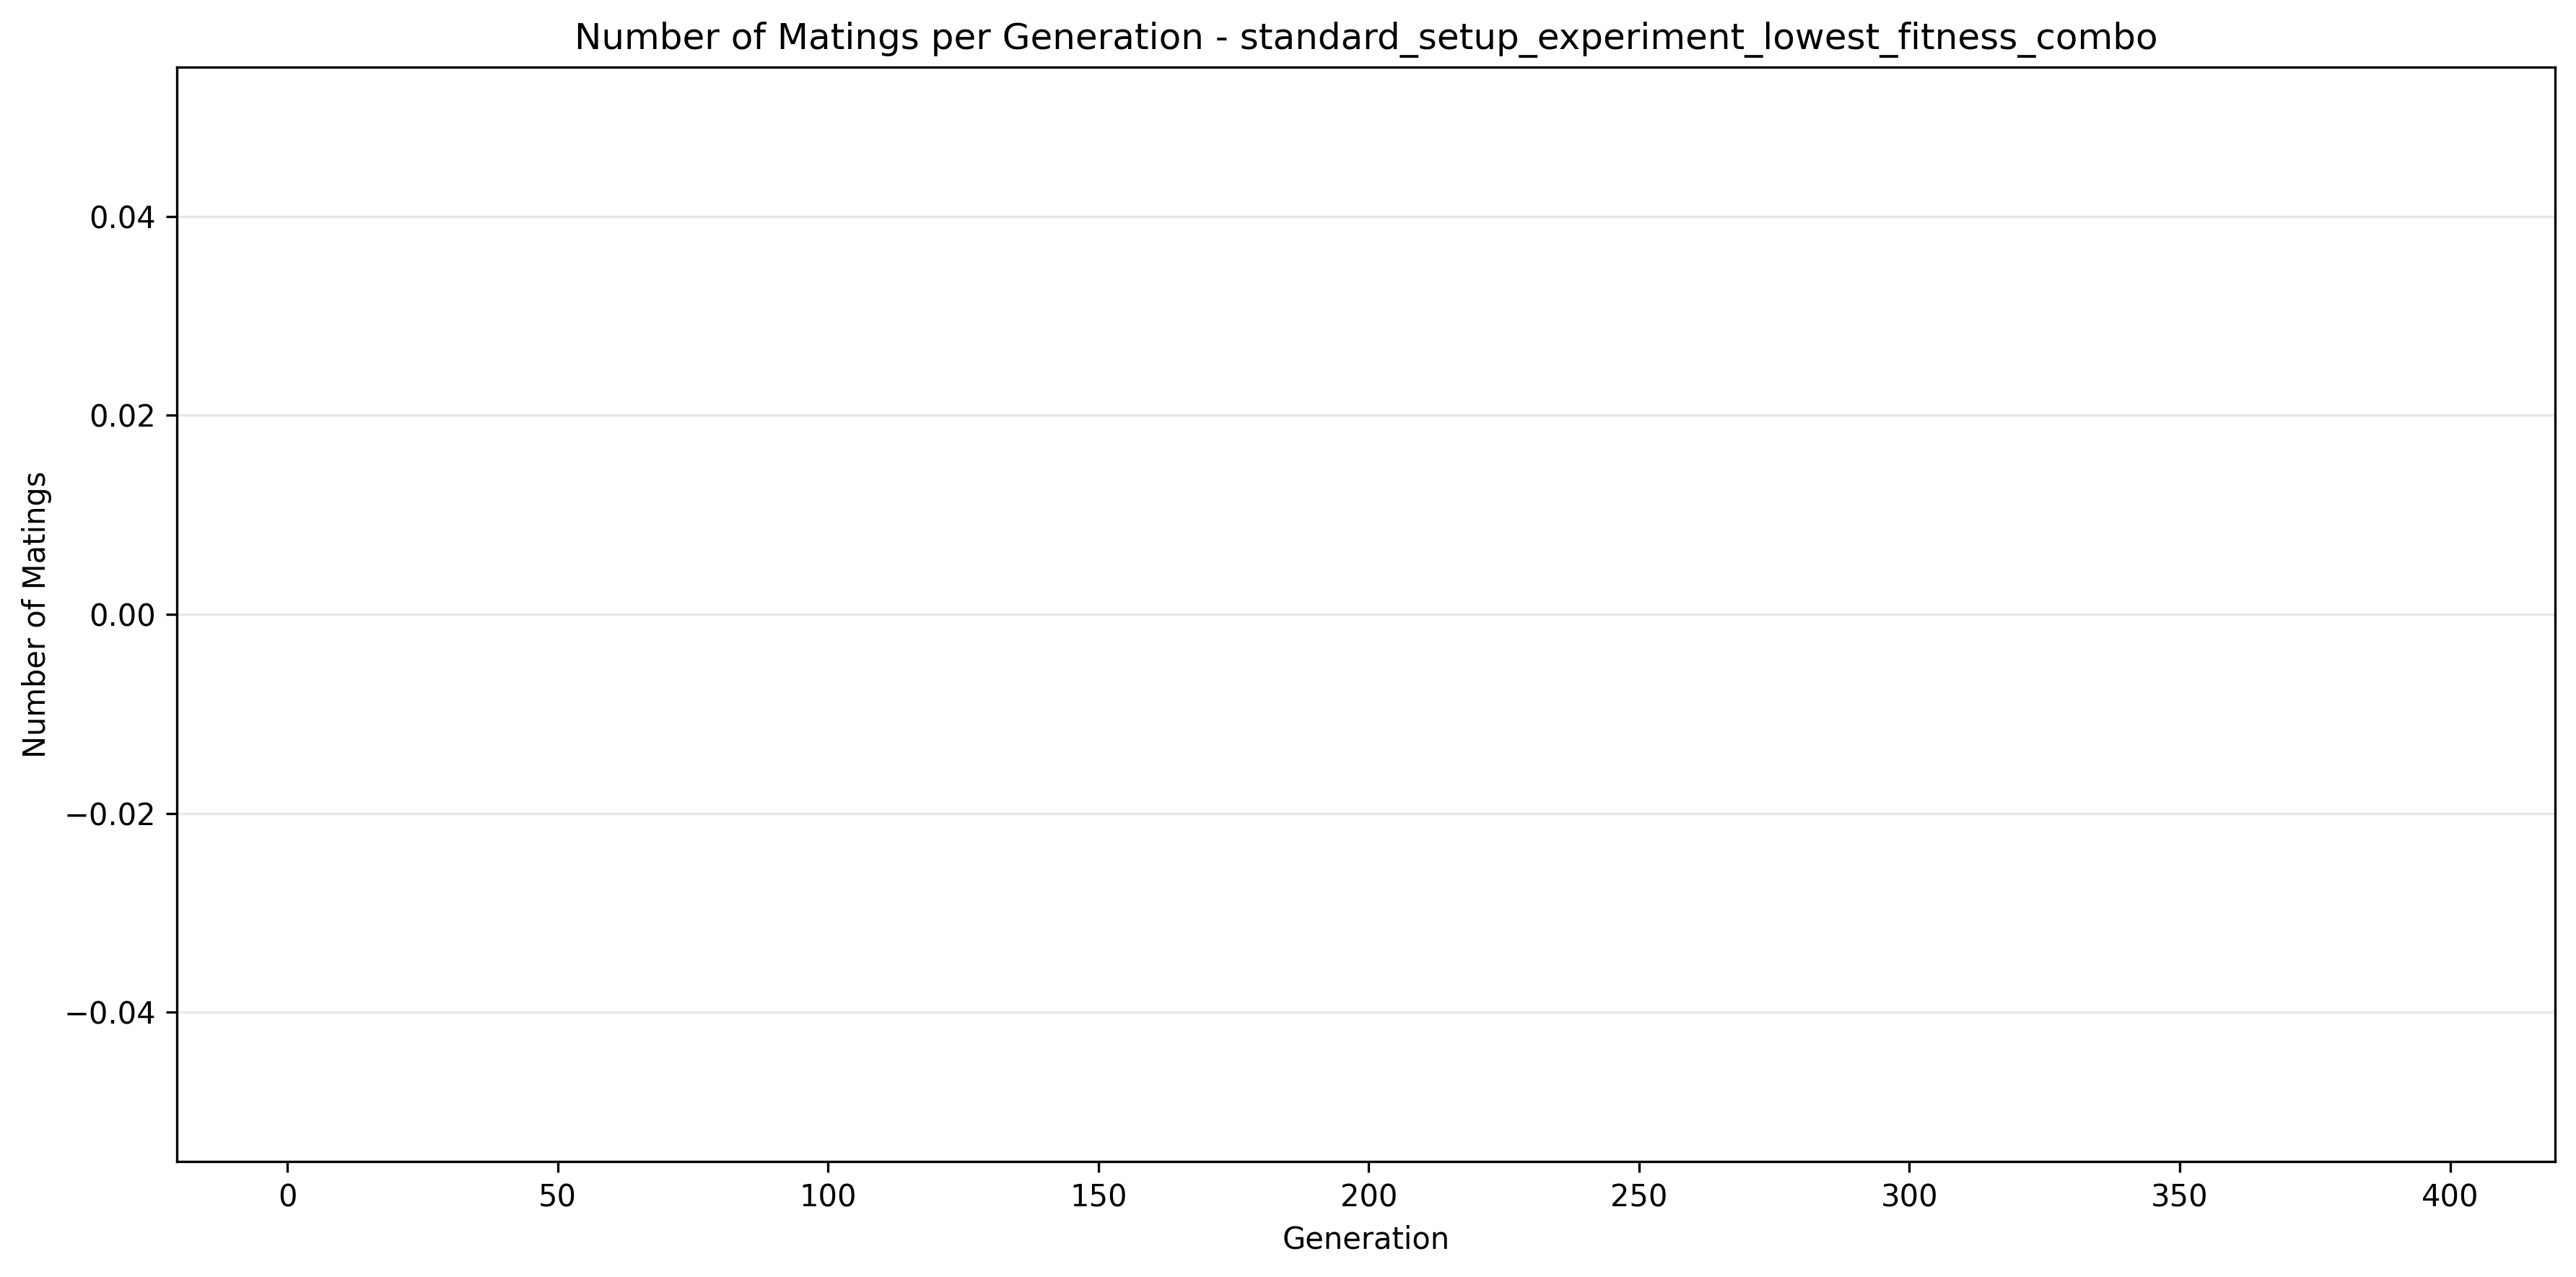 Number of Matings per Generation - standard_setup_experiment_lowest_fitness_combo
Number of Matings
0.04
0.02
0.00
−0.02
−0.04
0 50 100 150 200 250 300 350 400
Generation